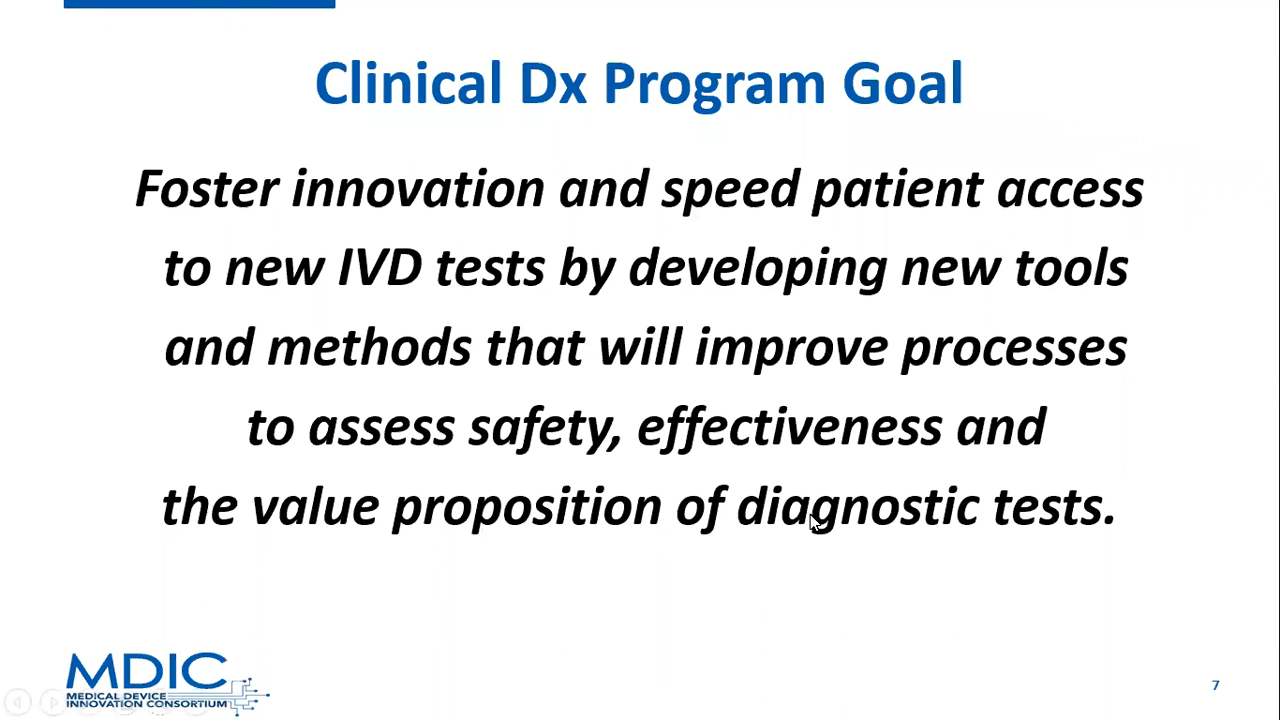 Clinical Dx Program Goal
Foster innovation and speed patient access
to new IVD tests by developing new tools
and methods that will improve processes
to assess safety, effectiveness and
the value proposition of diagnostic tests.
MDIC
MEDICAL DEVICE
INNOVATION CONSORTIUM
7